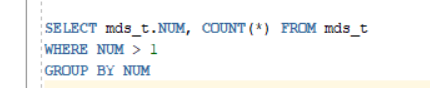 SELECT mds_t.NUM, COUNT(*) FROM mds_t
WHERE NUM > 1
GROUP BY NUM